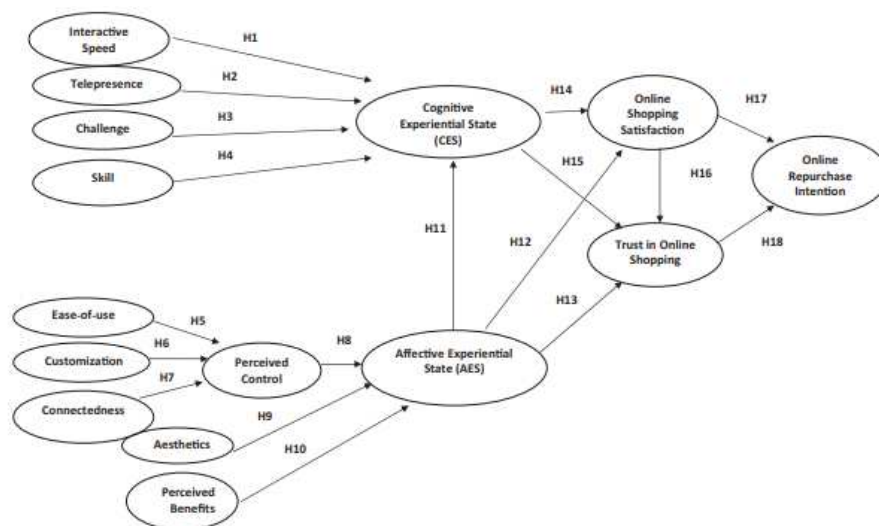 Interactive
Speed
H1
Telepresence
H2
Challenge
H3
Skill
H4
Cognitive
Experiential State
(CES)
H14
Online
Shopping
Satisfaction
H17
H15
H16
Online
Repurchase
Intention
H11
H12
Trust in Online
Shopping
H18
H13
Ease-of-use
H5
Customization
H6
Connectedness
H7
Perceived
Control
H8
Affective Experiential
State (AES)
Aesthetics
H9
H10
Perceived
Benefits